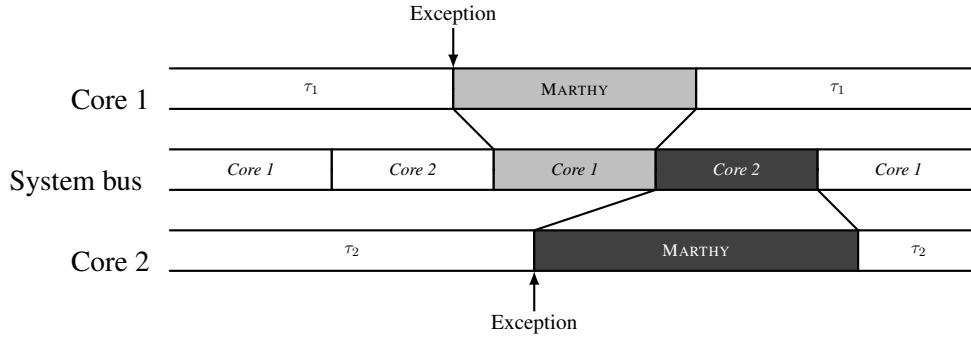 Exception
Core 1
τ1
MARTHY
τ1
System bus
Core 1
Core 2
Core 1
Core 2
Core 1
Core 2
τ2
MARTHY
τ2
Exception